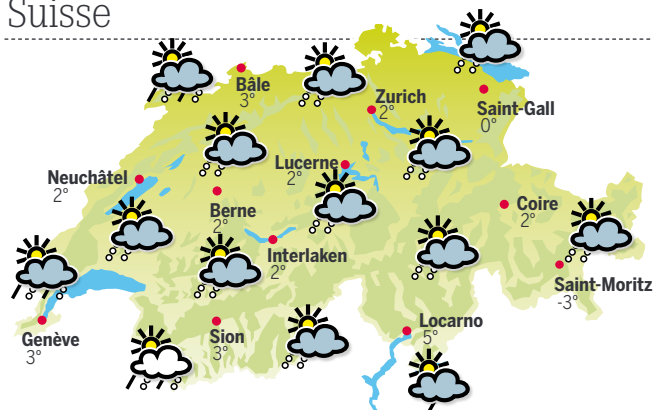 Suisse
Bâle
3°
Zurich
2°
Saint-Gall
0°
Lucerne
2°
Neuchâtel
2°
Berne
2°
Coire
2°
Interlaken
2°
Saint-Moritz
-3°
Genève
3°
Sion
3°
Locarno
5°